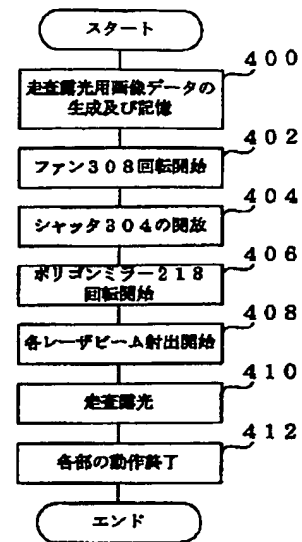 スタート
400
走査露光用画像データの
生成及び記憶
402
ファン308回転開始
404
シャッタ304の開放
406
ポリゴンミラー218
回転開始
408
各レーザビーム射出開始
410
走査露光
412
各部の動作終了
エンド